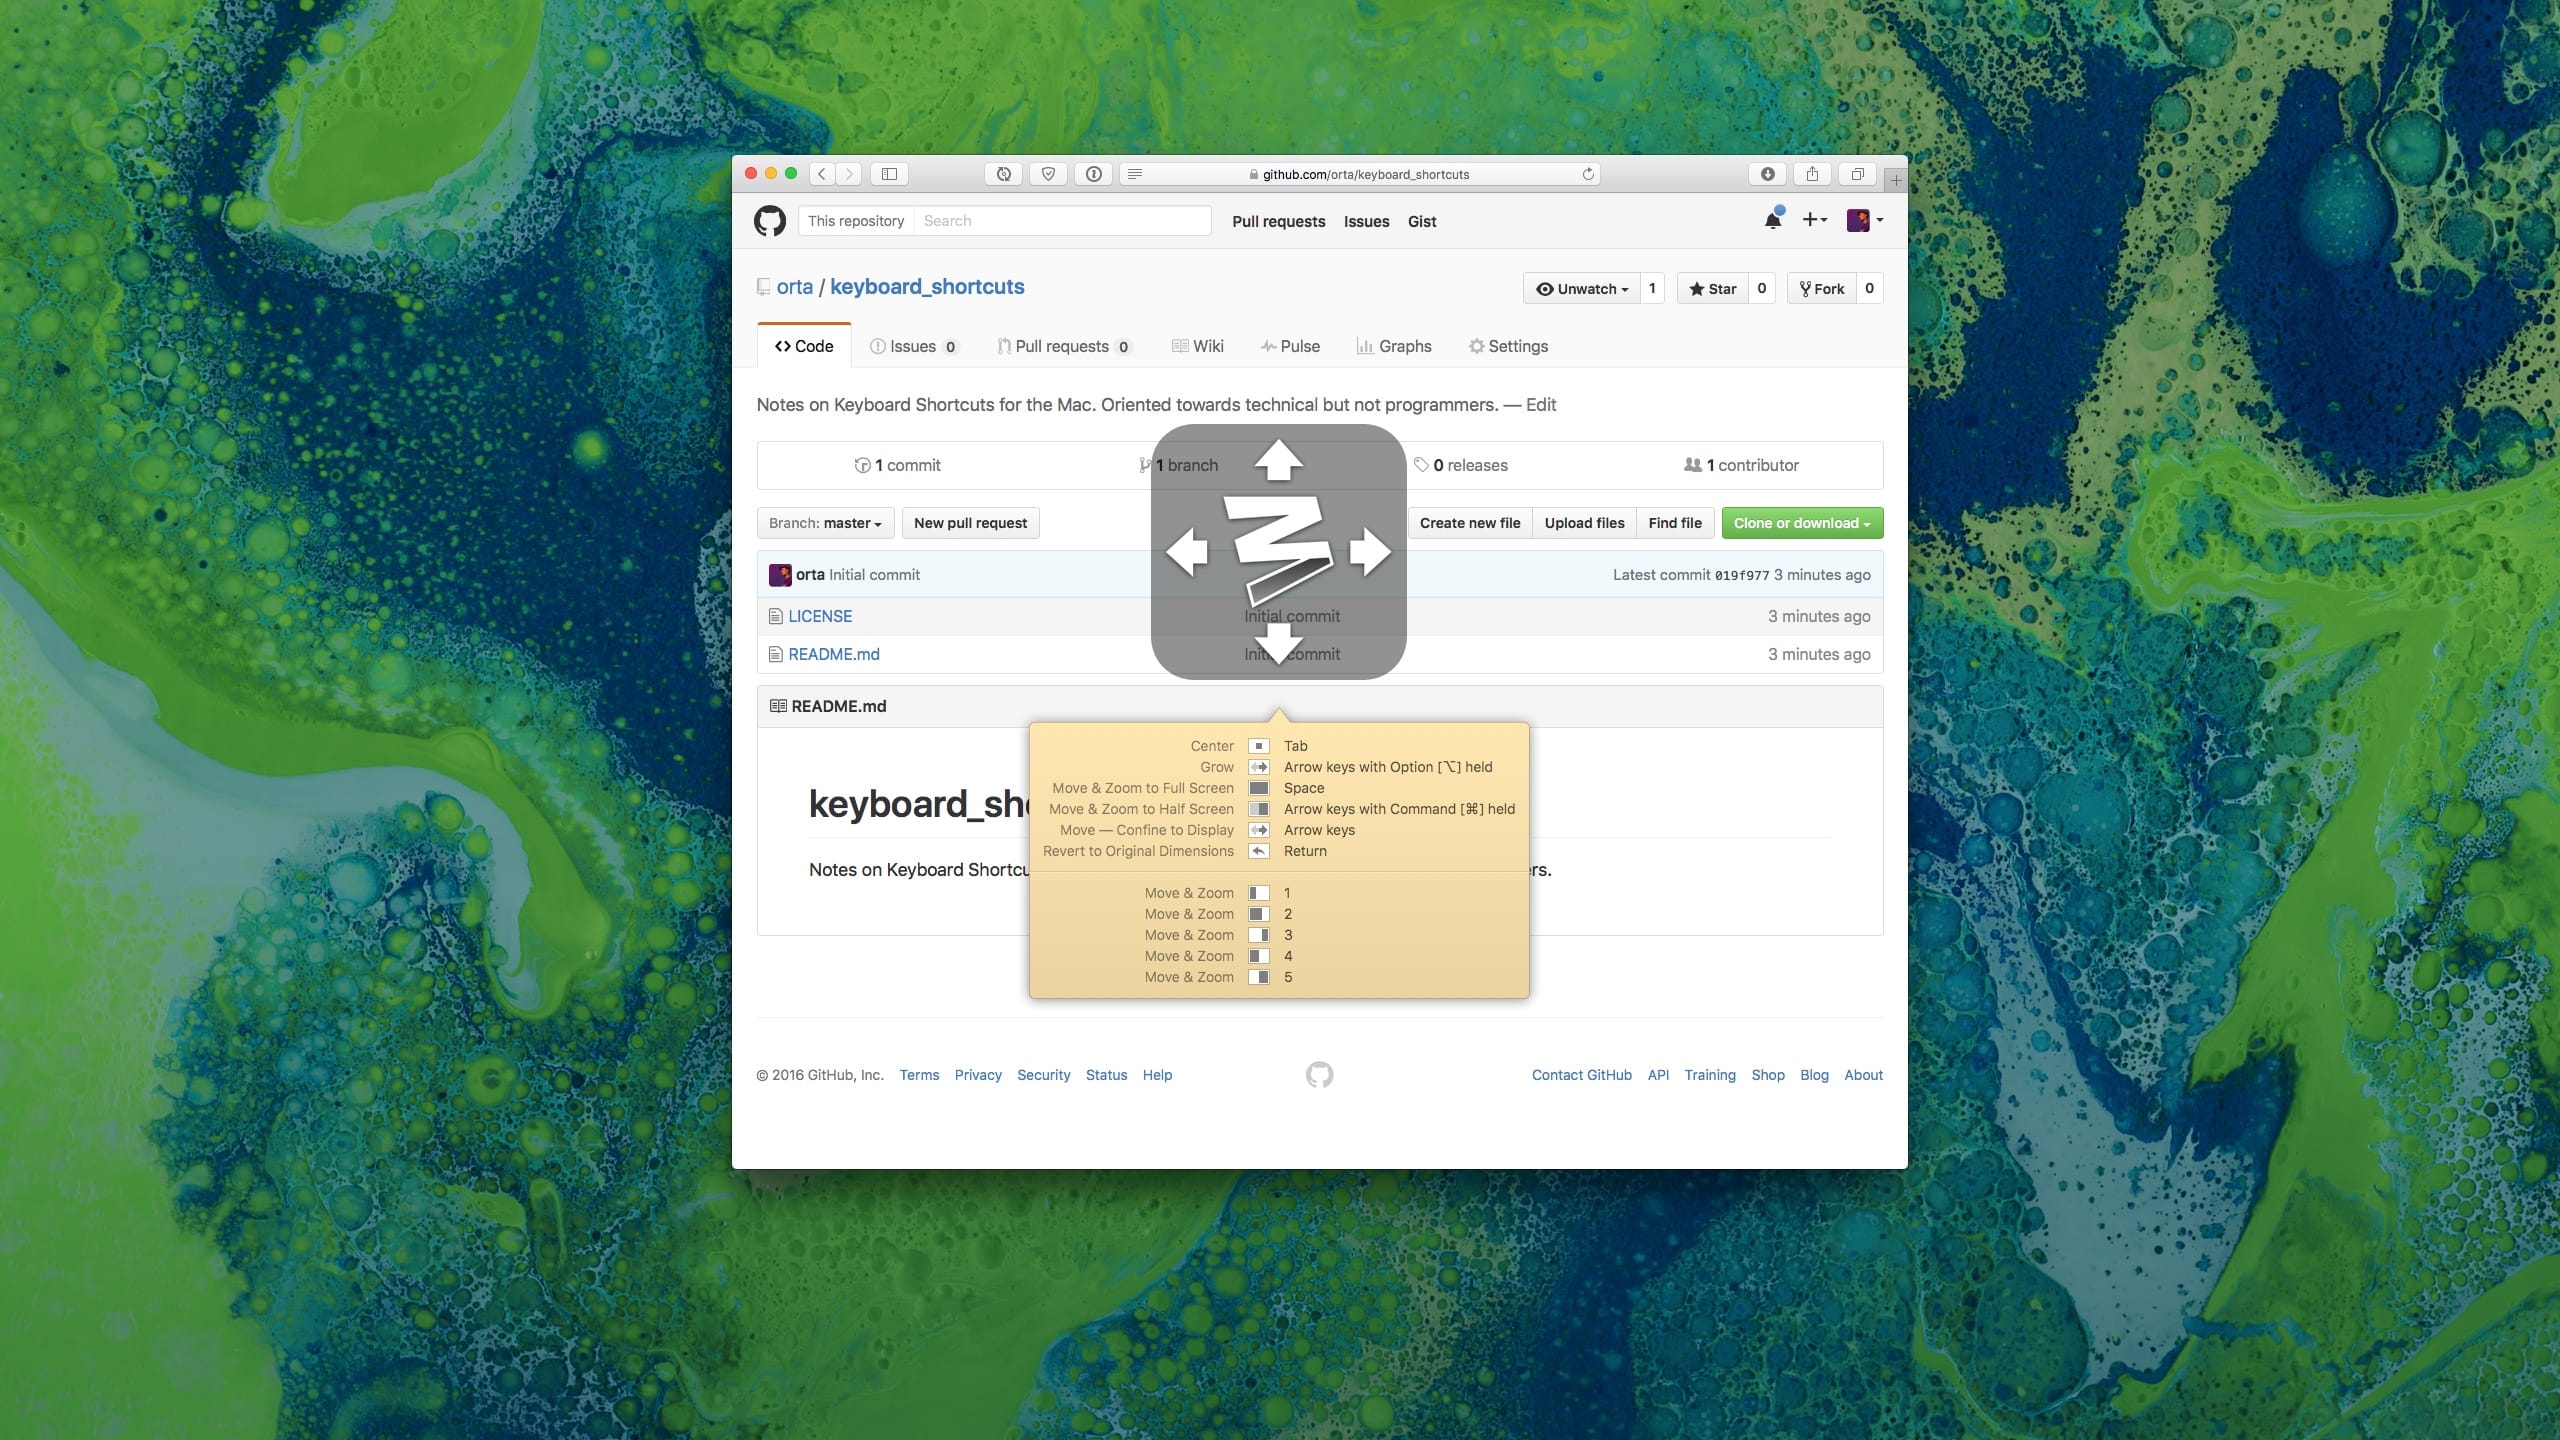 github.com/orta/keyboard_shortcuts
This repository Search Pull requests Issues Gist
orta / keyboard_shortcuts Unwatch 1 Star 0 Fork 0
Code Issues 0 Pull requests 0 Wiki Pulse Graphs Settings
Notes on Keyboard Shortcuts for the Mac. Oriented towards technical but not programmers. — Edit
1 commit 1 branch 0 releases 1 contributor
Branch: master New pull request Create new file Upload files Find file Clone or download
orta Initial commit Latest commit 019f977 3 minutes ago
LICENSE Initial commit 3 minutes ago
README.md commit 3 minutes ago
README.md
Center Tab
Grow Arrow keys with Option [⌥] held
Move & Zoom to Full Screen Space
Move & Zoom to Half Screen Arrow keys with Command [⌘] held
Move — Confine to Display Arrow keys
Revert to Original Dimensions Return
Move & Zoom 1
Move & Zoom 2
Move & Zoom 3
Move & Zoom 4
Move & Zoom 5
keyboard_sh
Notes on Keyboard Shortcu rs.
© 2016 GitHub, Inc. Terms Privacy Security Status Help Contact GitHub API Training Shop Blog About